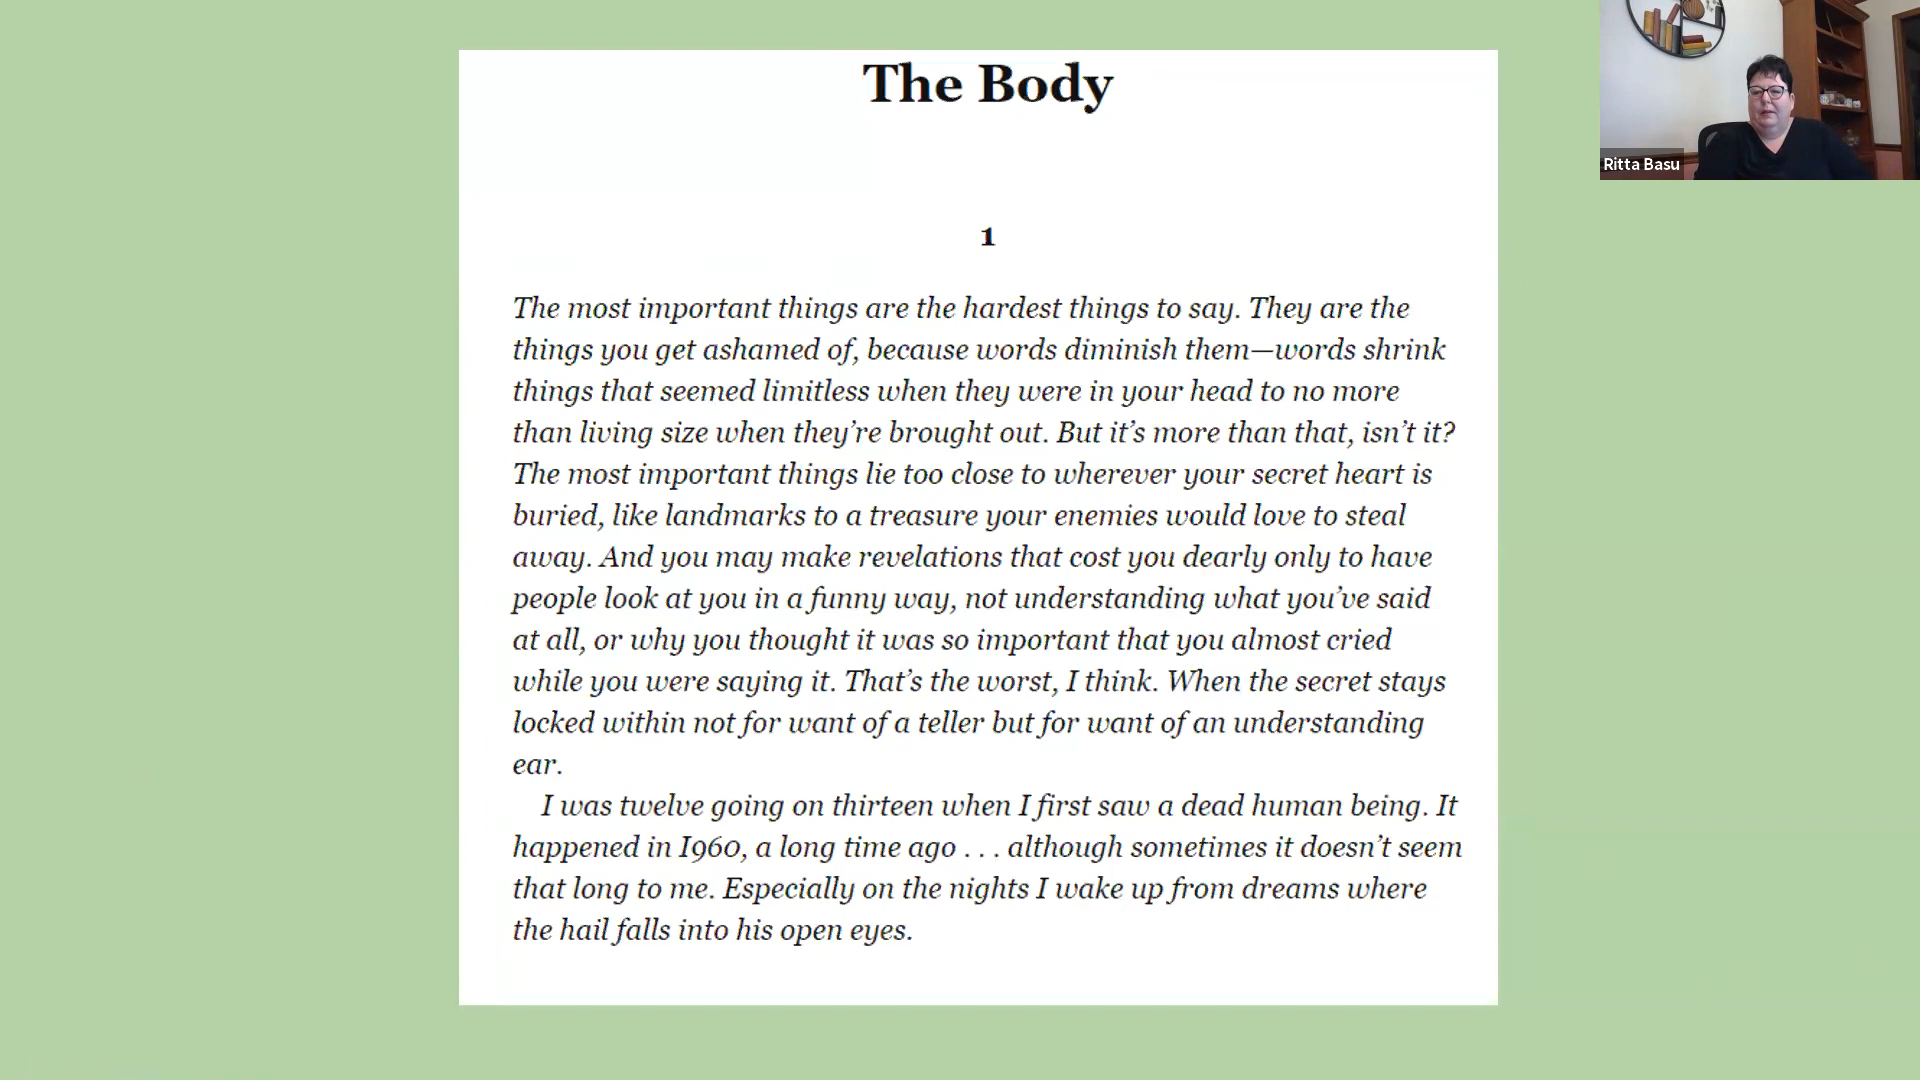 The Body
Ritta Basu
1
The most important things are the hardest things to say. They are the
things you get ashamed of, because words diminish them—words shrink
things that seemed limitless when they were in your head to no more
than living size when they’re brought out. But it’s more than that, isn’t it?
The most important things lie too close to wherever your secret heart is
buried, like landmarks to a treasure your enemies would love to steal
away. And you may make revelations that cost you dearly only to have
people look at you in a funny way, not understanding what you’ve said
at all, or why you thought it was so important that you almost cried
while you were saying it. That’s the worst, I think. When the secret stays
locked within not for want of a teller but for want of an understanding
ear.
I was twelve going on thirteen when I first saw a dead human being. It
happened in I960, a long time ago . . . although sometimes it doesn’t seem
that long to me. Especially on the nights I wake up from dreams where
the hail falls into his open eyes.